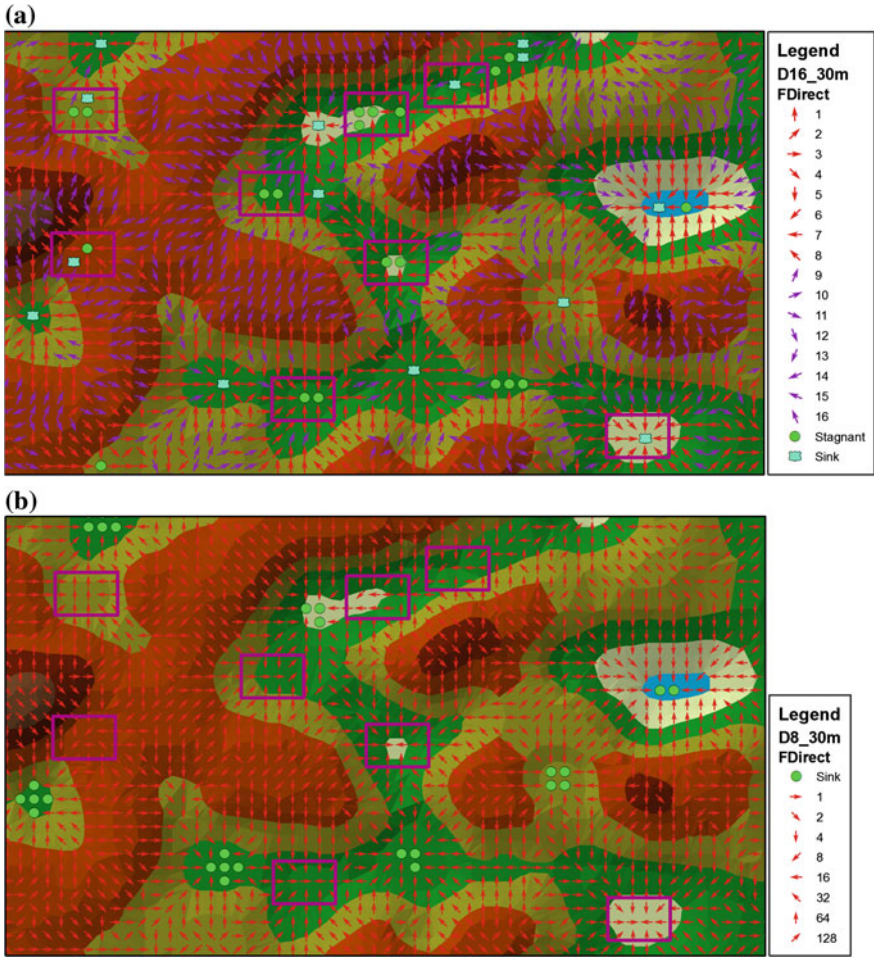 (a)
Legend
D16_30m
FDirect
1
2
3
4
5
6
7
8
9
10
11
12
13
14
15
16
Stagnant
Sink
(b)
Legend
D8_30m
FDirect
Sink
1
2
4
8
16
32
64
128